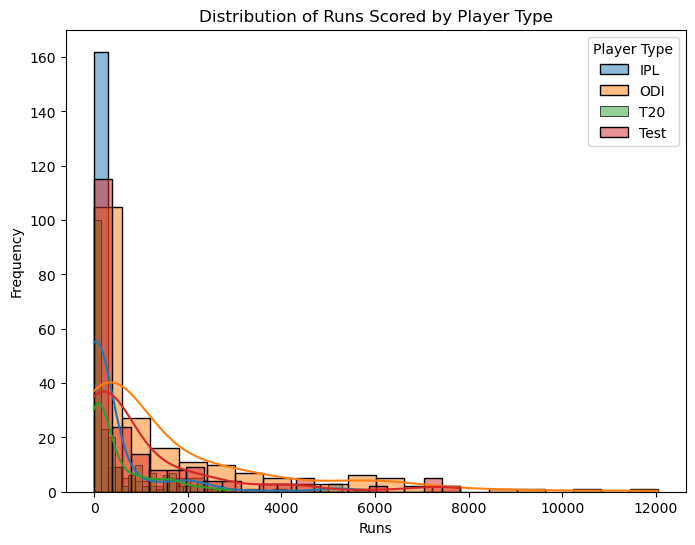 Distribution of Runs Scored by Player Type
Player Type
IPL
ODI
T20
Test
160
140
120
100
80
60
40
20
0
Frequency
0 2000 4000 6000 8000 10000 12000
Runs